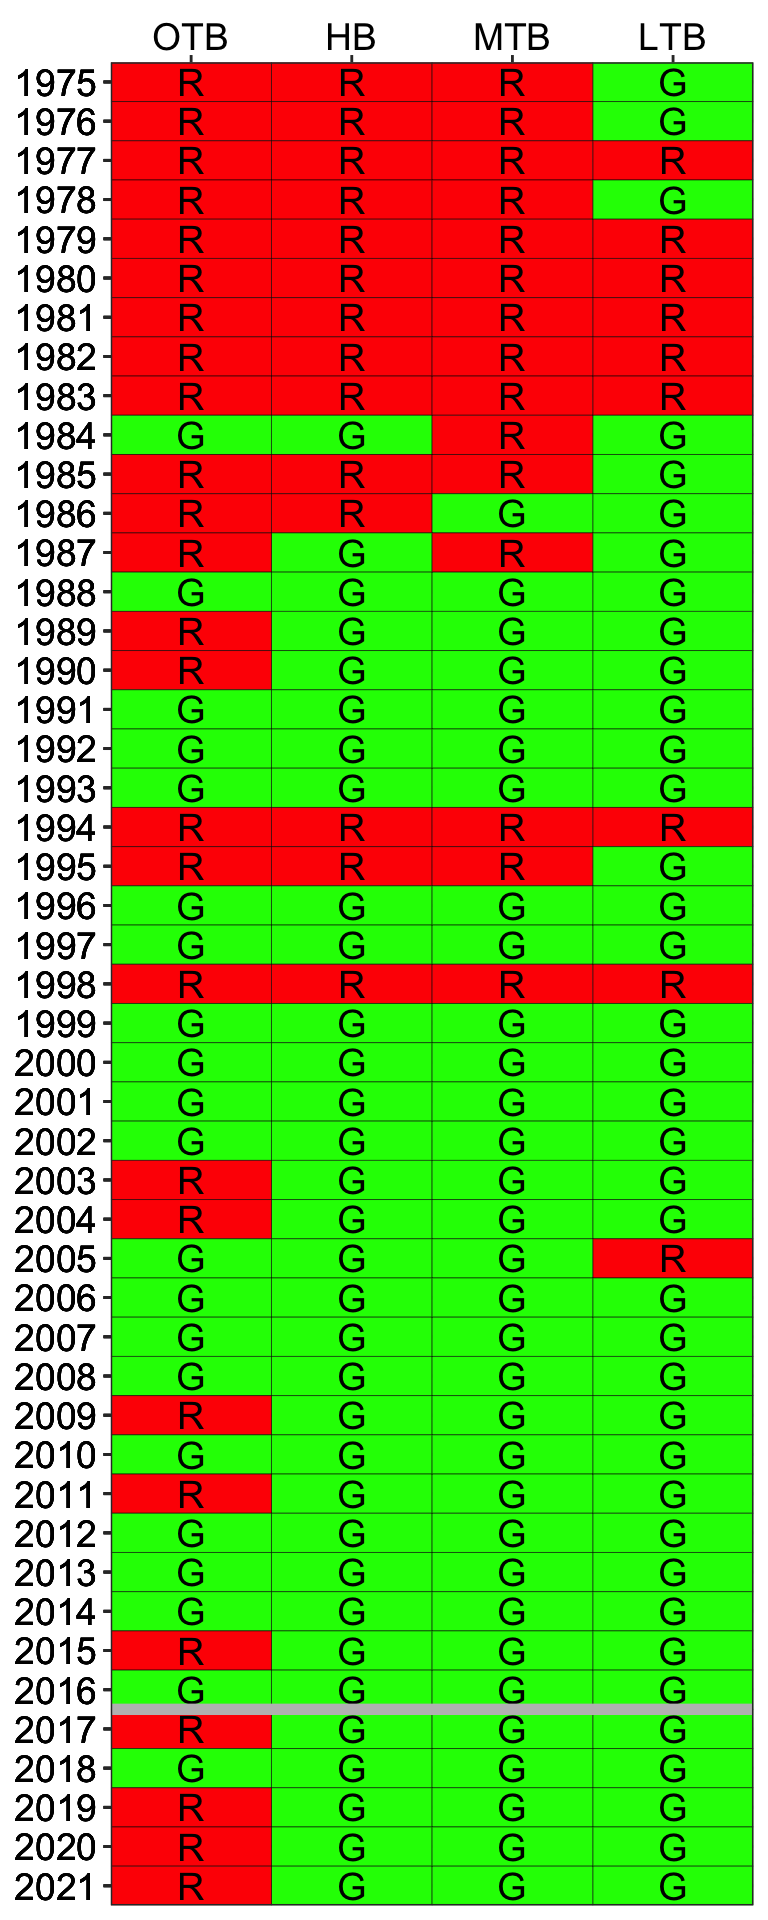 OTB HB MTB LTB
1975 R R R G
1976 R R R G
1977 R R R R
1978 R R R G
1979 R R R R
1980 R R R R
1981 R R R R
1982 R R R R
1983 R R R R
1984 G G R G
1985 R R R G
1986 R R G G
1987 R G R G
1988 G G G G
1989 R G G G
1990 R G G G
1991 G G G G
1992 G G G G
1993 G G G G
1994 R R R R
1995 R R R G
1996 G G G G
1997 G G G G
1998 R R R R
1999 G G G G
2000 G G G G
2001 G G G G
2002 G G G G
2003 R G G G
2004 R G G G
2005 G G G R
2006 G G G G
2007 G G G G
2008 G G G G
2009 R G G G
2010 G G G G
2011 R G G G
2012 G G G G
2013 G G G G
2014 G G G G
2015 R G G G
2016 G G G G
2017 R G G G
2018 G G G G
2019 R G G G
2020 R G G G
2021 R G G G